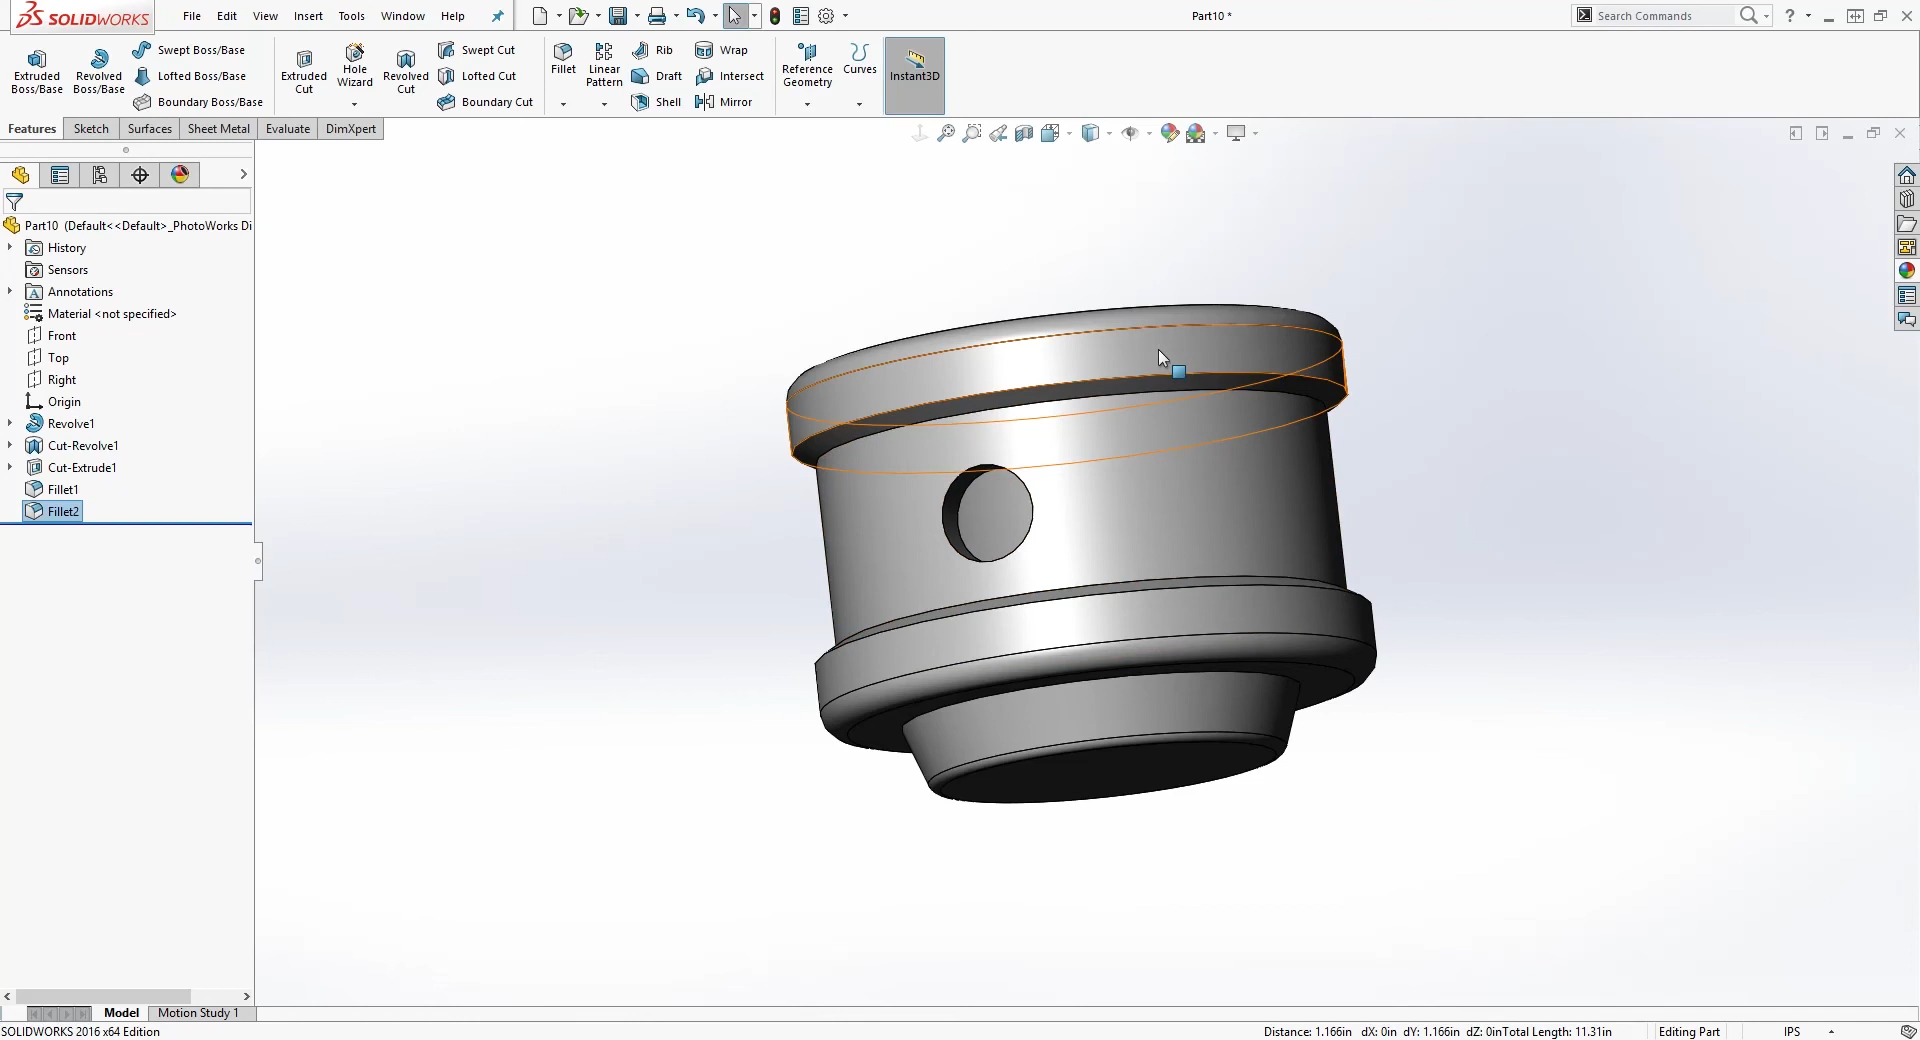 SOLIDWORKS
File Edit View Insert Tools Window Help
Part10 *
Search Commands
Extruded Boss/Base
Revolved Boss/Base
Swept Boss/Base
Lofted Boss/Base
Boundary Boss/Base
Extruded Cut
Hole Wizard
Revolved Cut
Swept Cut
Lofted Cut
Boundary Cut
Fillet
Linear Pattern
Rib
Draft
Shell
Wrap
Intersect
Mirror
Reference Geometry
Curves
Instant3D
Features Sketch Surfaces Sheet Metal Evaluate DimXpert
Part10 (Default<<Default>_PhotoWorks Di
History
Sensors
Annotations
Material <not specified>
Front
Top
Right
Origin
Revolve1
Cut-Revolve1
Cut-Extrude1
Fillet1
Fillet2
Model Motion Study 1
SOLIDWORKS 2016 x64 Edition
Distance: 1.166in dX: 0in dY: 1.166in dZ: 0inTotal Length: 11.31in Editing Part IPS